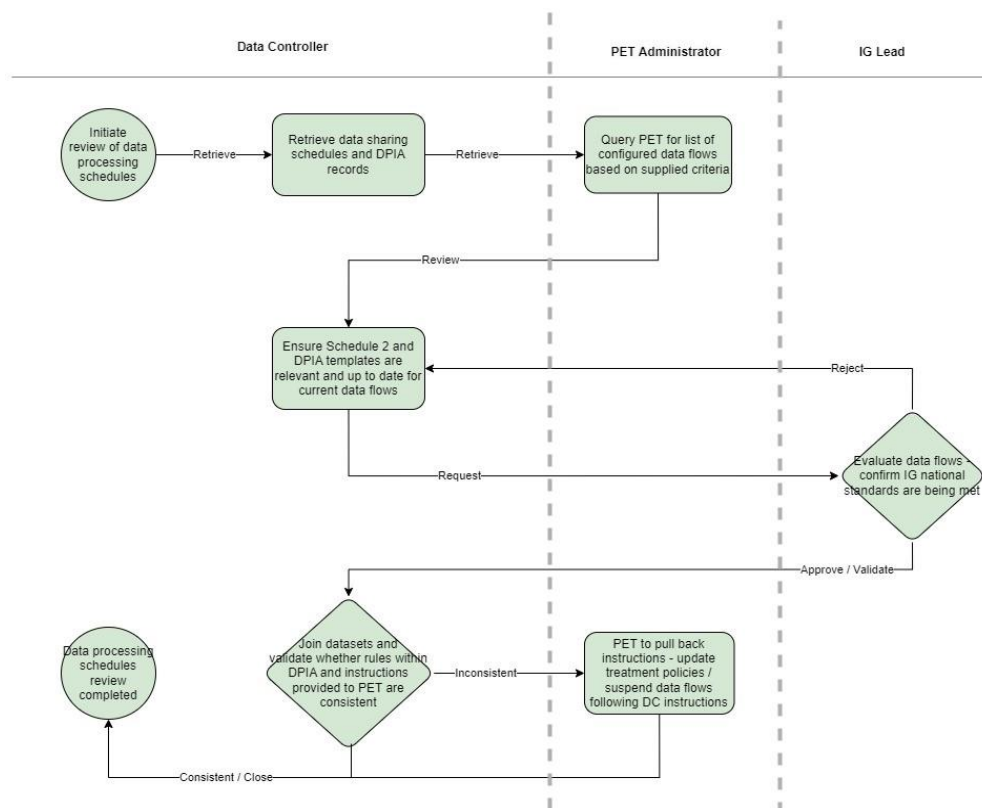 Data Controller
PET Administrator
IG Lead
Initiate
review of data
processing
schedules
Retrieve
Retrieve data sharing
schedules and DPIA
records
Retrieve
Query PET for list of
configured data flows
based on supplied criteria
Review
Ensure Schedule 2 and
DPIA templates are
relevant and up to date for
current data flows
Reject
Request
Evaluate data flows -
confirm IG national
standards are being met
Approve / Validate
Data processing
schedules
review
completed
Join datasets and
validate whether rules within
DPIA and instructions
provided to PET are
consistent
Inconsistent
PET to pull back
instructions - update
treatment policies /
suspend data flows
following DC instructions
Consistent / Close